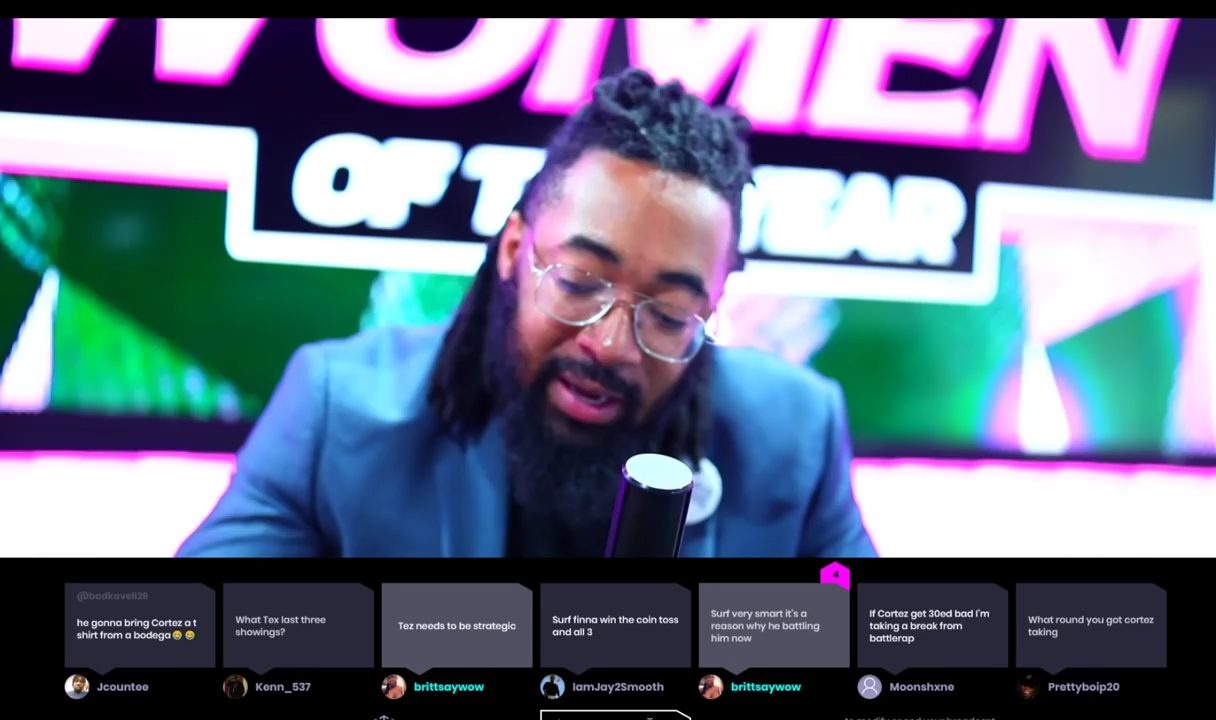 WOMEN
OF T YEAR
4
@badkaveli29
he gonna bring Cortez a t
shirt from a bodega😂 😂
What Tex last three
showings?
Tez needs to be strategic
Surf finna win the coin toss
and all 3
Surf very smart it's a
reason why he battling
him now
If Cortez get 30ed bad I'm
taking a break from
battlerap
What round you got cortez
taking
Jcountee
Kenn_537
brittsaywow
IamJay2Smooth
brittsaywow
Moonshxne
Prettyboip20